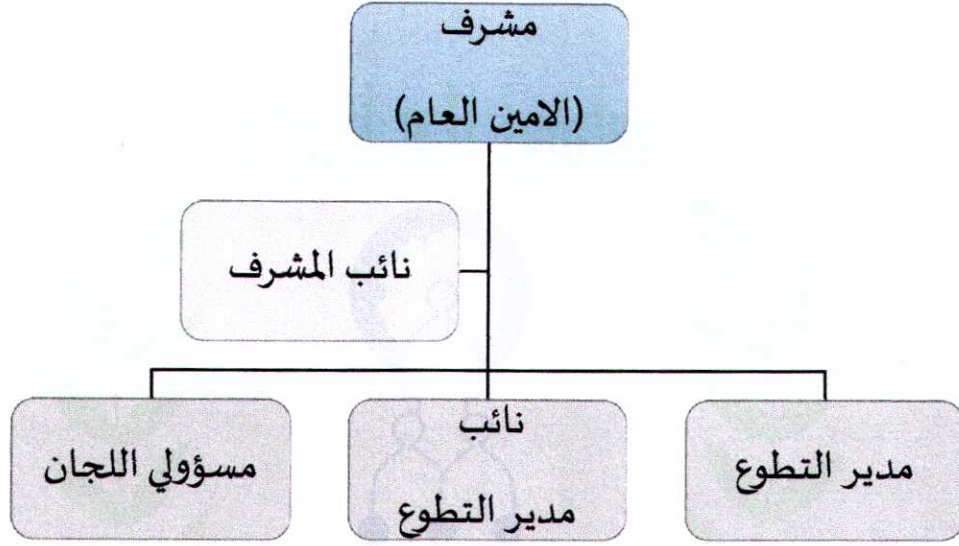 مشرف
(الامين العام)
نائب المشرف
مدير التطوع
نائب
مدير التطوع
مسؤولي اللجان